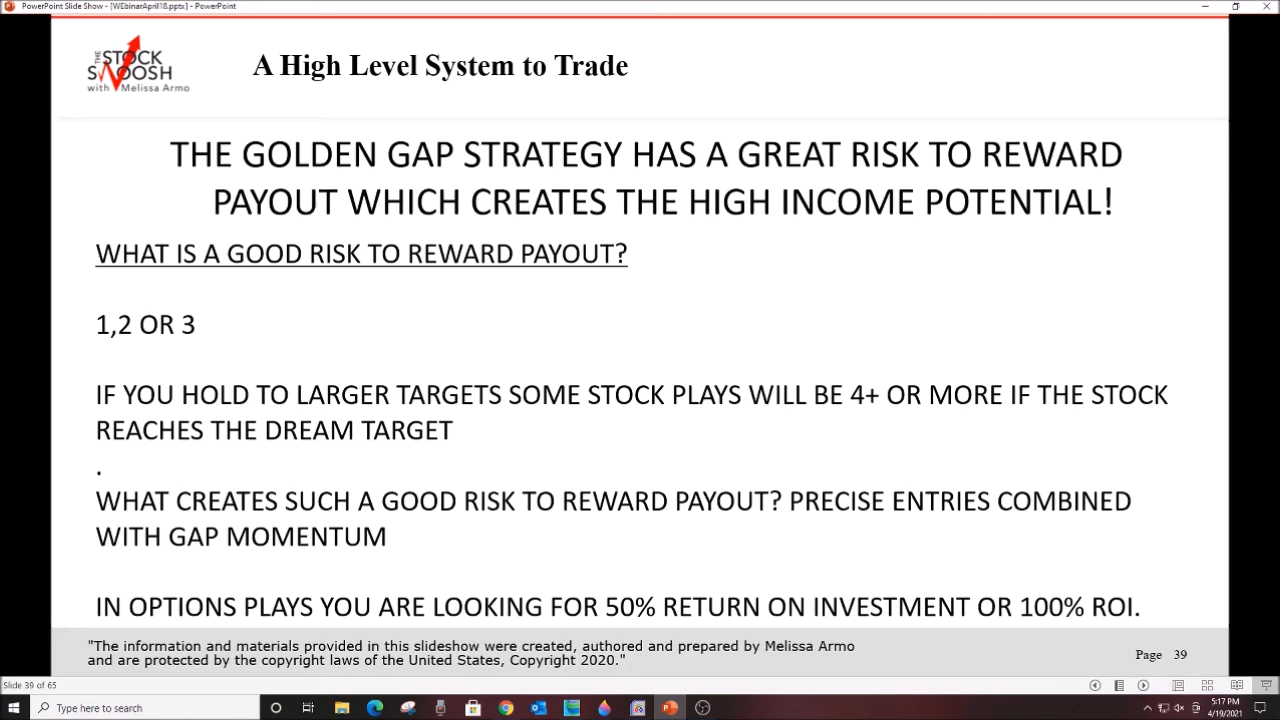 PowerPoint Slide Show - [WEbinarApril18.pptx] - PowerPoint
THE
STOCK
SWOOSH
with Melissa Armo
A High Level System to Trade
THE GOLDEN GAP STRATEGY HAS A GREAT RISK TO REWARD
PAYOUT WHICH CREATES THE HIGH INCOME POTENTIAL!
WHAT IS A GOOD RISK TO REWARD PAYOUT?
1,2 OR 3
IF YOU HOLD TO LARGER TARGETS SOME STOCK PLAYS WILL BE 4+ OR MORE IF THE STOCK
REACHES THE DREAM TARGET
.
WHAT CREATES SUCH A GOOD RISK TO REWARD PAYOUT? PRECISE ENTRIES COMBINED
WITH GAP MOMENTUM
IN OPTIONS PLAYS YOU ARE LOOKING FOR 50% RETURN ON INVESTMENT OR 100% ROI.
"The information and materials provided in this slideshow were created, authored and prepared by Melissa Armo
and are protected by the copyright laws of the United States, Copyright 2020."
Page 39
Slide 39 of 65
Type here to search
5:17 PM
4/19/2021